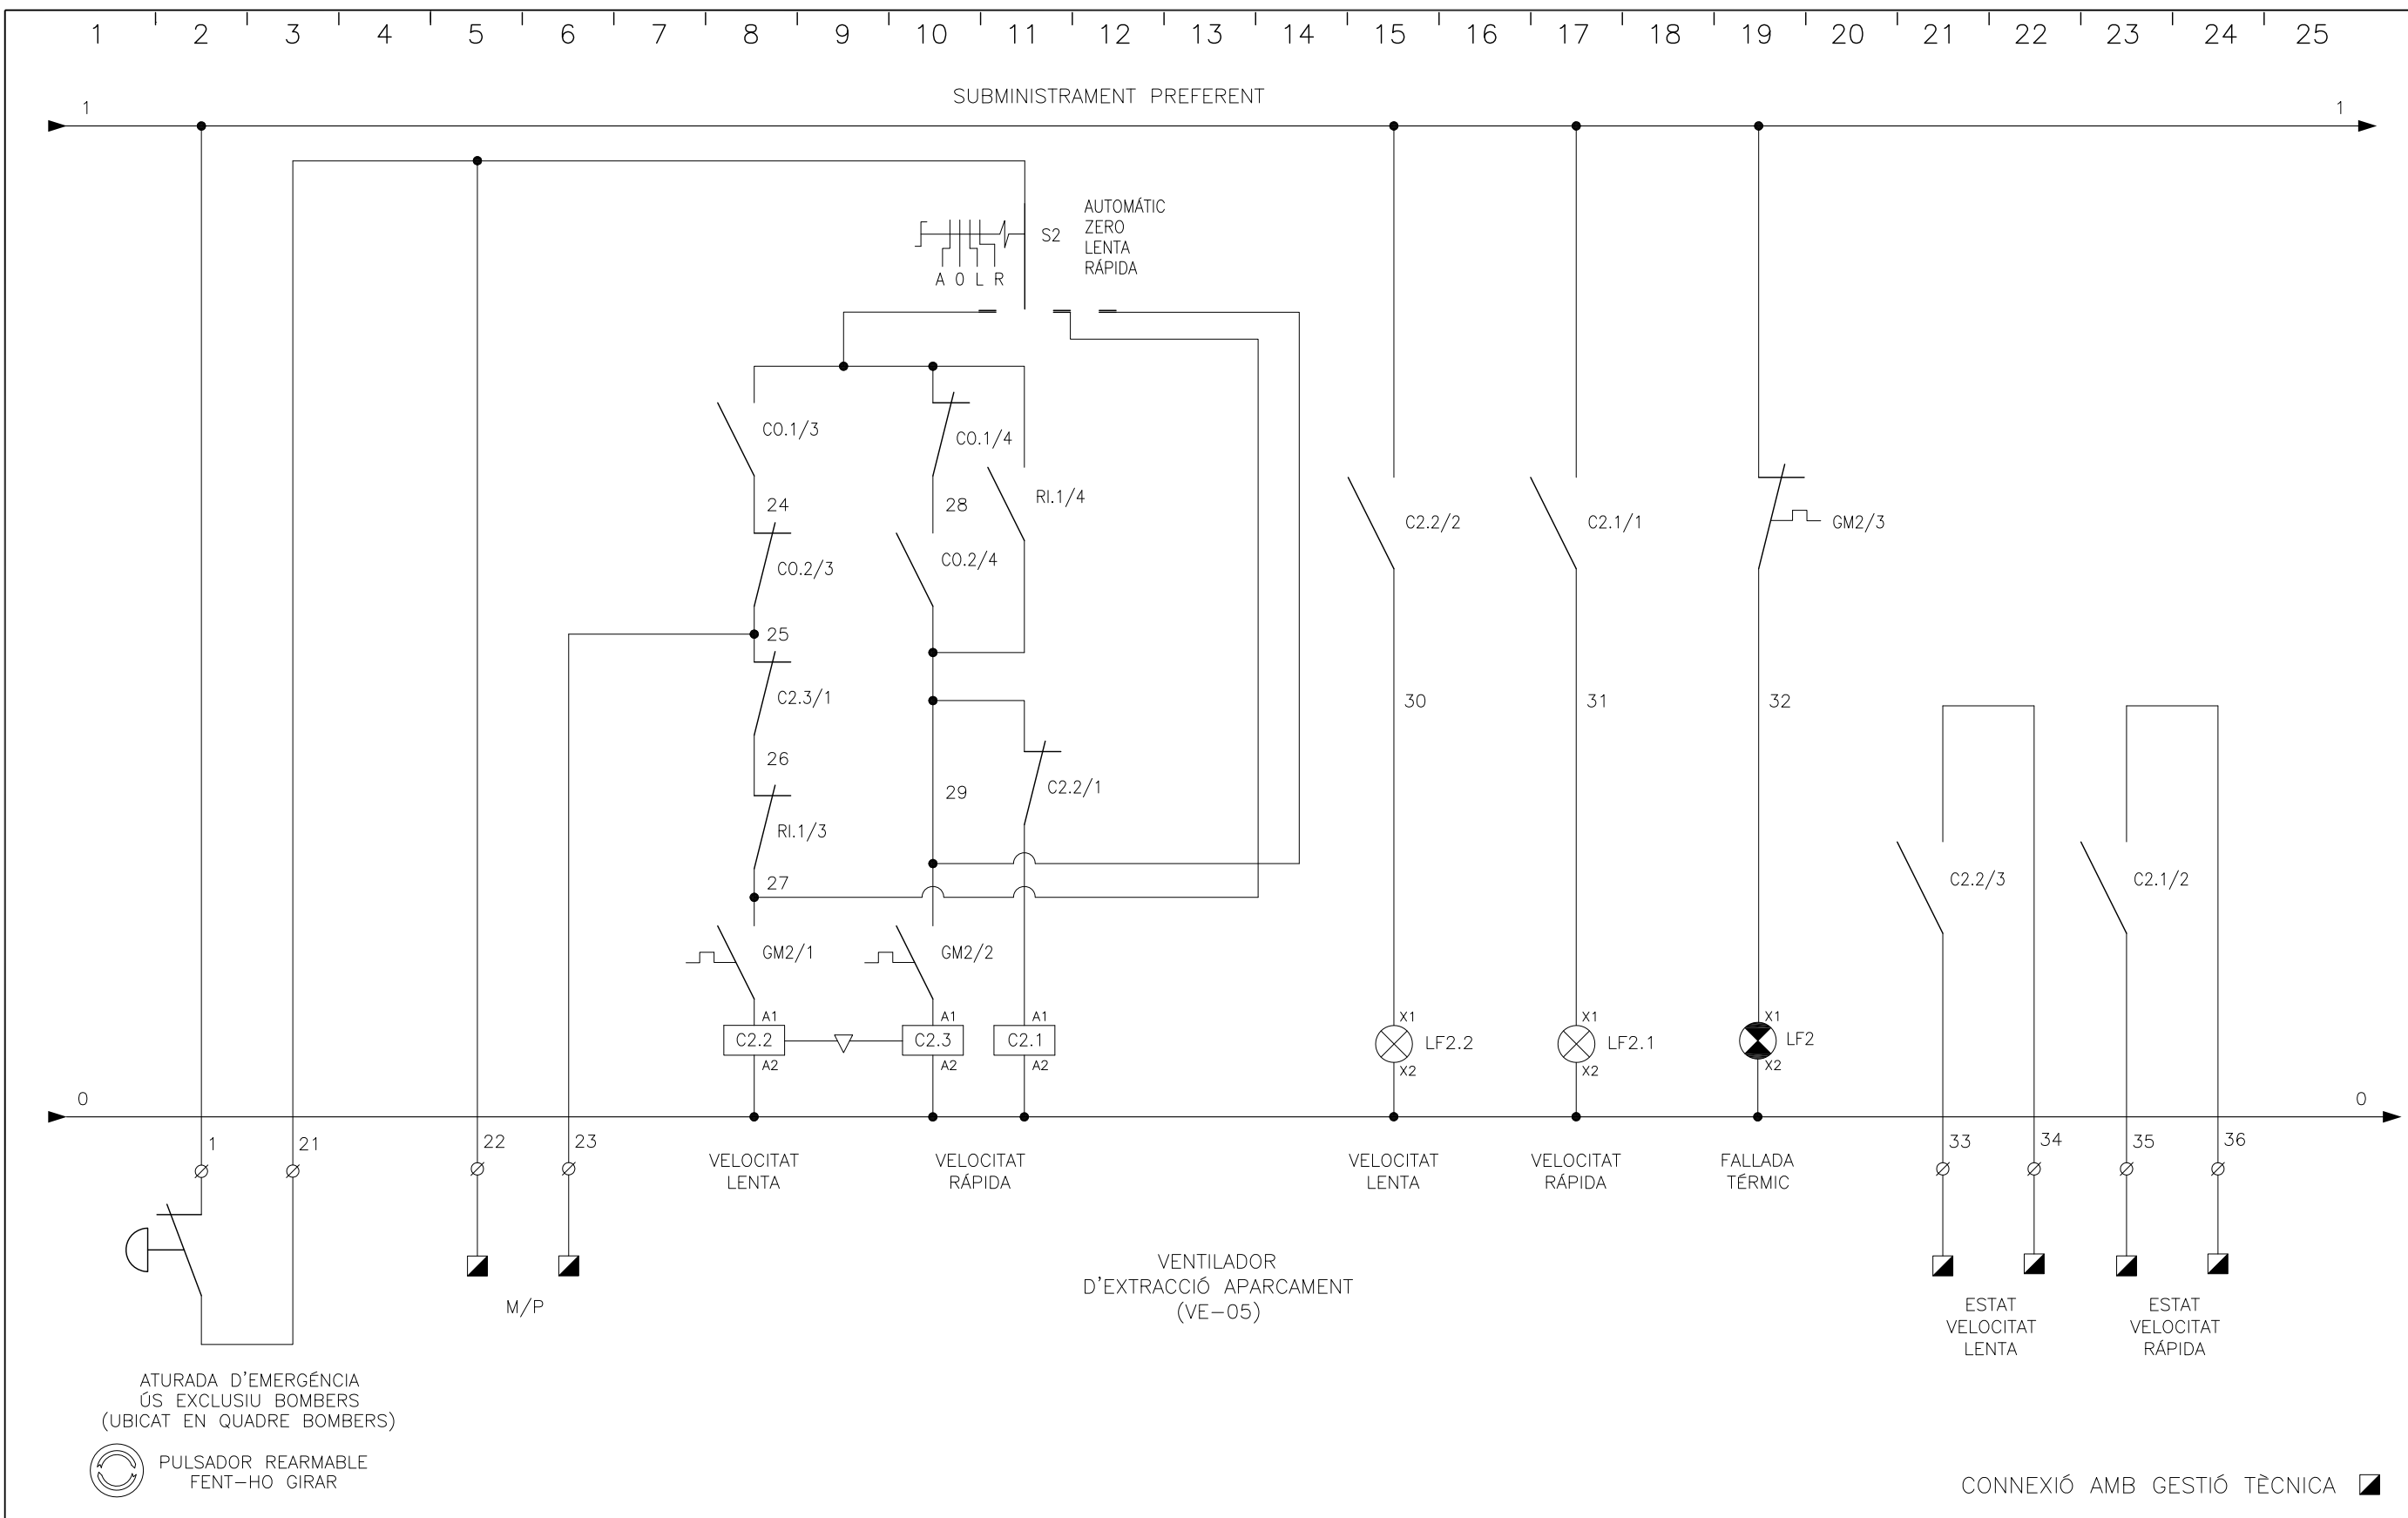 1 2 3 4 5 6 7 8 9 10 11 12 13 14 15 16 17 18 19 20 21 22 23 24 25
SUBMINISTRAMENT PREFERENT
1 1
AUTOMÁTIC
ZERO
LENTA
RÁPIDA
S2
A 0 L R
C0.1/3
C0.1/4
RI.1/4
24
28
C2.2/2
C2.1/1
GM2/3
C0.2/3
C0.2/4
25
C2.3/1
30
31
32
26
29
C2.2/1
RI.1/3
27
C2.2/3
C2.1/2
GM2/1
GM2/2
A1 A1 A1 X1 X1 X1
C2.2 C2.3 C2.1 LF2.2 LF2.1 LF2
A2 A2 A2 X2 X2 X2
0 0
1 21 22 23 33 34 35 36
VELOCITAT
LENTA
VELOCITAT
RÁPIDA
VELOCITAT
LENTA
VELOCITAT
RÁPIDA
FALLADA
TÉRMIC
M/P
VENTILADOR
D'EXTRACCIÓ APARCAMENT
(VE-05)
ESTAT
VELOCITAT
LENTA
ESTAT
VELOCITAT
RÁPIDA
ATURADA D'EMERGÉNCIA
ÚS EXCLUSIU BOMBERS
(UBICAT EN QUADRE BOMBERS)
PULSADOR REARMABLE
FENT-HO GIRAR
CONNEXIÓ AMB GESTIÓ TÈCNICA